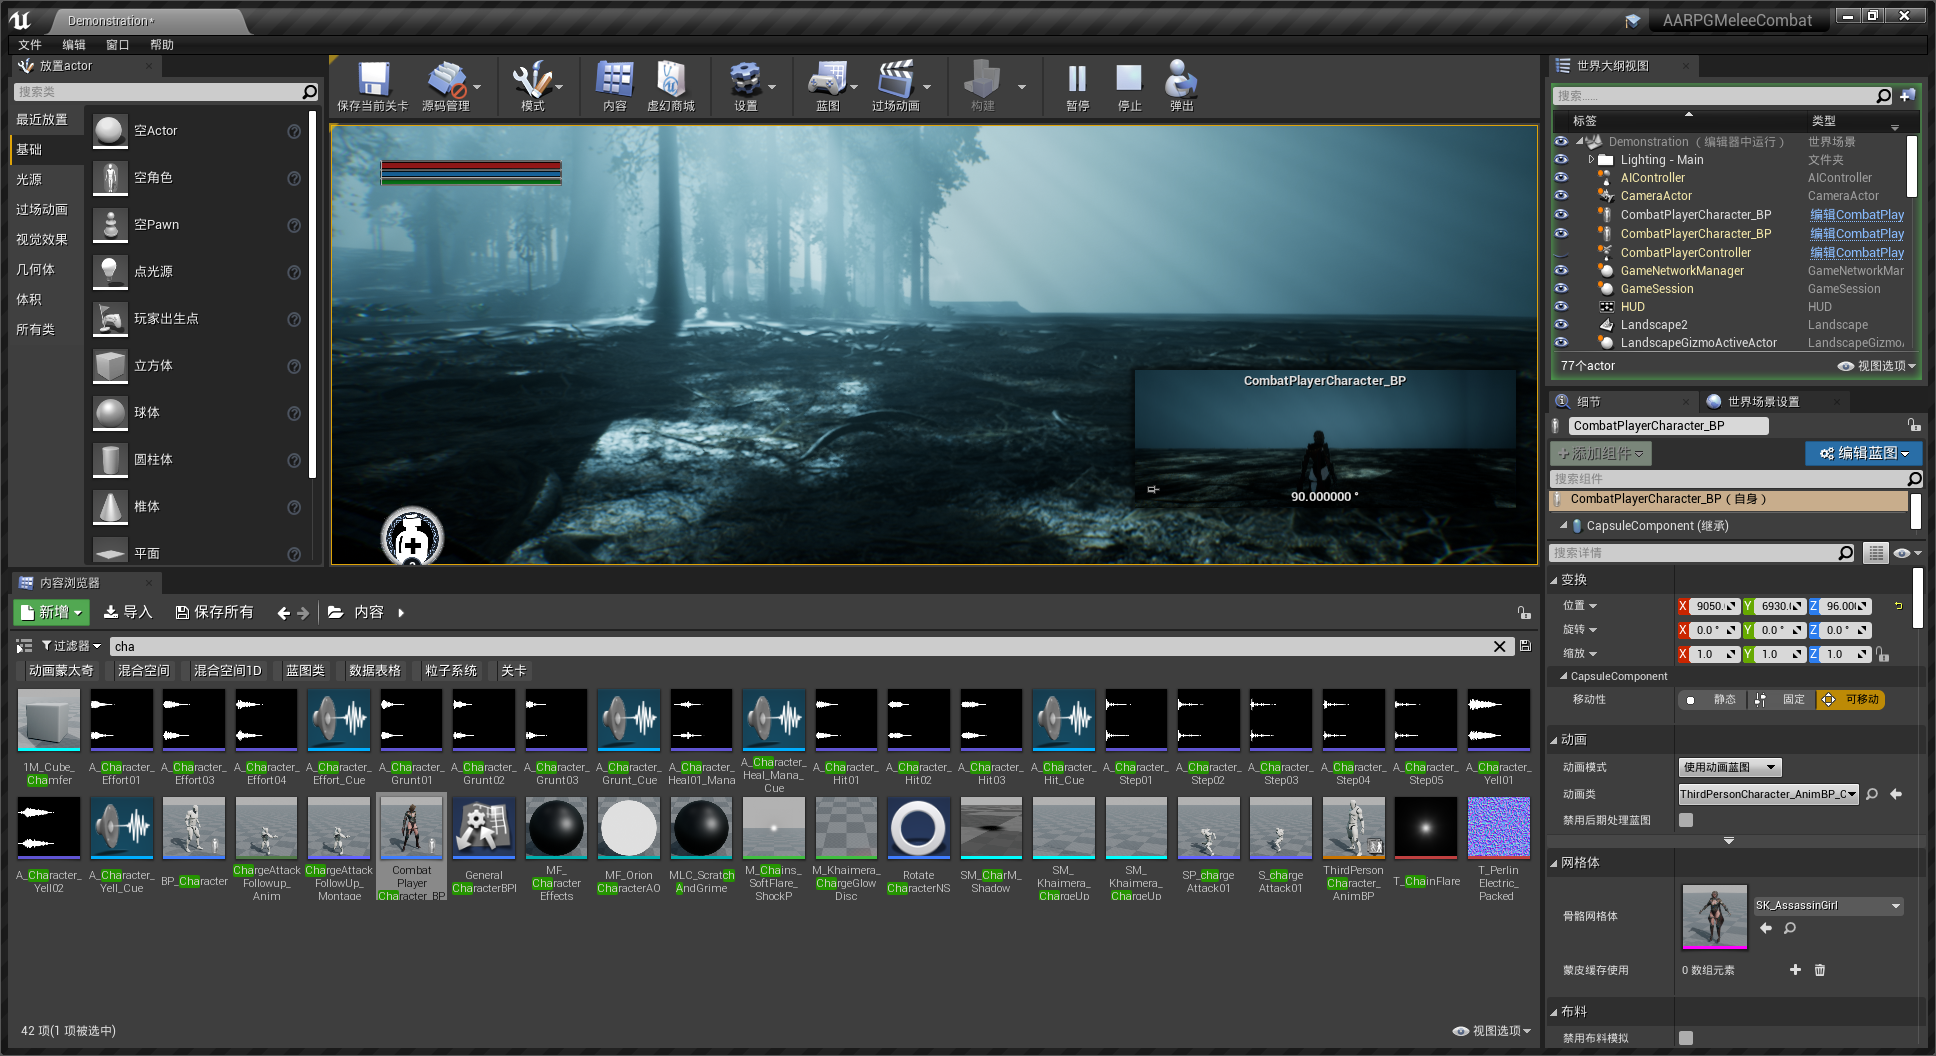 Demonstration*
AARPGMeleeCombat
文件 编辑 窗口 帮助
放置actor
搜索类
最近放置
基础
光源
过场动画
视觉效果
几何体
体积
所有类
空Actor
空角色
空Pawn
点光源
玩家出生点
立方体
球体
圆柱体
椎体
平面
保存当前关卡 源码管理 模式 内容 虚幻商城 设置 蓝图 过场动画 构建 暂停 停止 弹出
CombatPlayerCharacter_BP
90.000000 °
世界大纲视图
搜索......
标签 类型
Demonstration（编辑器中运行） 世界场景
Lighting - Main 文件夹
AIController AIController
CameraActor CameraActor
CombatPlayerCharacter_BP 编辑CombatPlay
CombatPlayerCharacter_BP 编辑CombatPlay
CombatPlayerController 编辑CombatPlay
GameNetworkManager GameNetworkMar
GameSession GameSession
HUD HUD
Landscape2 Landscape
LandscapeGizmoActiveActor LandscapeGizmo
77个actor 视图选项
细节 世界场景设置
CombatPlayerCharacter_BP
+添加组件 编辑蓝图
搜索组件
CombatPlayerCharacter_BP（自身）
CapsuleComponent (继承)
搜索详情
变换
位置 X 9050. Y 6930. Z 96.00
旋转 X 0.0 ° Y 0.0 ° Z 0.0 °
缩放 X 1.0 Y 1.0 Z 1.0
CapsuleComponent
移动性 静态 固定 可移动
动画
动画模式 使用动画蓝图
动画类 ThirdPersonCharacter_AnimBP_C
禁用后期处理蓝图
网格体
骨骼网格体 SK_AssassinGirl
蒙皮缓存使用 0 数组元素
布料
禁用布料模拟
内容浏览器
新增 导入 保存所有 内容
过滤器 cha
动画蒙太奇 混合空间 混合空间1D 蓝图类 数据表格 粒子系统 关卡
1M_Cube_Chamfer
A_Character_Effort01
A_Character_Effort03
A_Character_Effort04
A_Character_Effort_Cue
A_Character_Grunt01
A_Character_Grunt02
A_Character_Grunt03
A_Character_Grunt_Cue
A_Character_Heal01_Mana
A_Character_Heal_Mana_Cue
A_Character_Hit01
A_Character_Hit02
A_Character_Hit03
A_Character_Hit_Cue
A_Character_Step01
A_Character_Step02
A_Character_Step03
A_Character_Step04
A_Character_Step05
A_Character_Yell01
A_Character_Yell02
A_Character_Yell_Cue
BP_Character
ChargeAttackFollowup_Anim
ChargeAttackFollowUp_Montage
Combat Player Character_BP
General CharacterBPI
MF_Character Effects
MF_Orion CharacterAO
MLC_Scratch AndGrime
M_Chains_SoftFlare_ShockP
M_Khaimera_ChargeGlow Disc
Rotate CharacterNS
SM_CharM_Shadow
SM_Khaimera_ChargeUp
SM_Khaimera_ChargeUp
SP_charge Attack01
S_charge Attack01
ThirdPerson Character_AnimBP
T_ChainFlare
T_Perlin Electric_Packed
42 项(1 项被选中) 视图选项